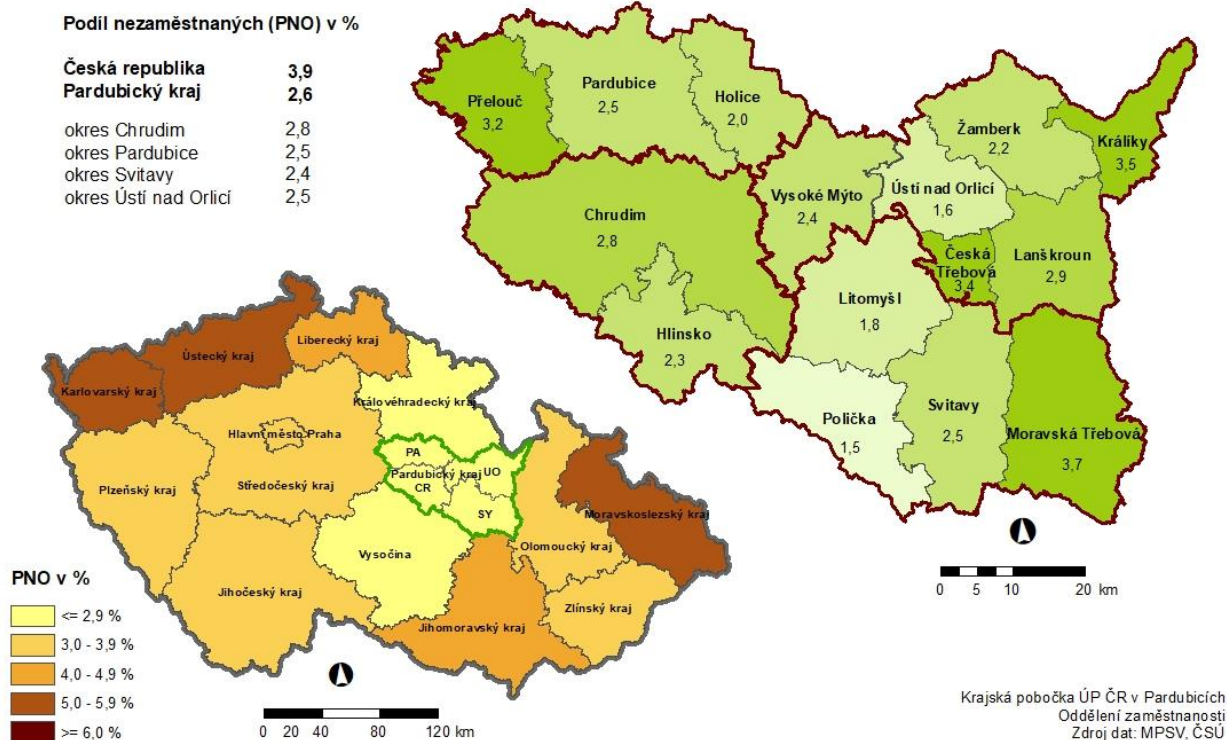 Podíl nezaměstnaných (PNO) v %
Česká republika 3,9
Pardubický kraj 2,6
okres Chrudim 2,8
okres Pardubice 2,5
okres Svitavy 2,4
okres Ústí nad Orlicí 2,5
Přelouč
3,2
Pardubice
2,5
Holice
2,0
Žamberk
2,2
Králíky
3,5
Vysoké Mýto
2,4
Ústí nad Orlicí
1,6
Chrudim
2,8
Česká
Třebová
3,4
Lanškroun
2,9
Litomyšl
1,8
Hlinsko
2,3
Polička
1,5
Svitavy
2,5
Moravská Třebová
3,7
0 5 10 20 km
Ústecký kraj
Liberecký kraj
Karlovarský kraj
Královéhradecký kraj
Hlavní město Praha
PA
UO
Pardubický kraj
CR
SY
Plzeňský kraj
Středočeský kraj
Moravskoslezský kraj
Vysočina
Olomoucký kraj
Jihočeský kraj
Zlínský kraj
Jihomoravský kraj
PNO v %
<= 2,9 %
3,0 - 3,9 %
4,0 - 4,9 %
5,0 - 5,9 %
>= 6,0 %
0 20 40 80 120 km
Krajská pobočka ÚP ČR v Pardubicích
Oddělení zaměstnanosti
Zdroj dat: MPSV, ČSÚ